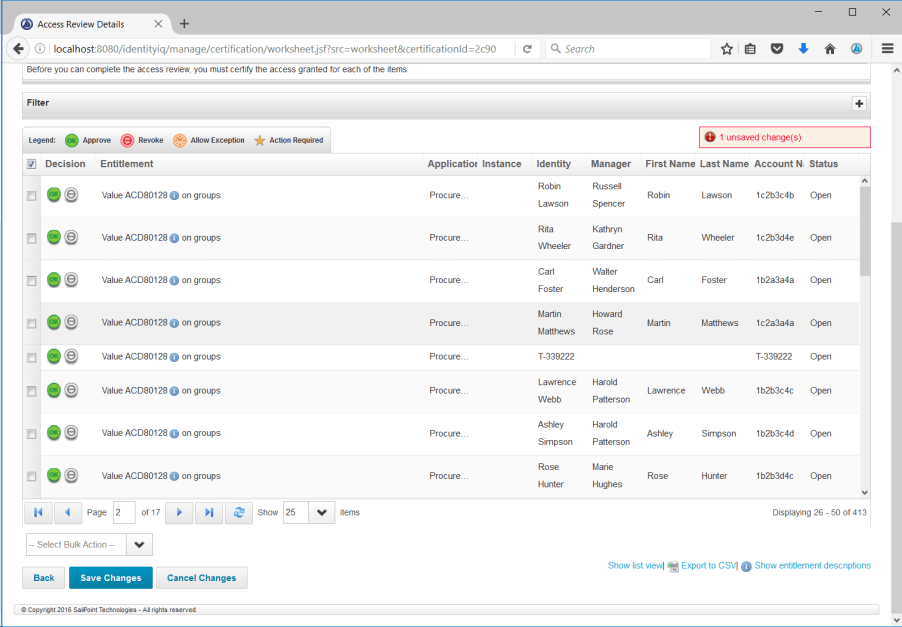 Access Review Details
localhost:8080/identityiq/manage/certification/worksheet.jsf?src=worksheet&certificationId=2c90
Search
Before you can complete the access review, you must certify the access granted for each of the items.
Filter
Legend: OK Approve Revoke Allow Exception Action Required
1 unsaved change(s)
Decision Entitlement Application Instance Identity Manager First Name Last Name Account N Status
OK Value ACD80128 on groups Procure... Robin Lawson Russell Spencer Robin Lawson 1c2b3c4b Open
OK Value ACD80128 on groups Procure... Rita Wheeler Kathryn Gardner Rita Wheeler 1c2b3d4e Open
OK Value ACD80128 on groups Procure... Carl Foster Walter Henderson Carl Foster 1b2a3a4a Open
OK Value ACD80128 on groups Procure... Martin Matthews Howard Rose Martin Matthews 1c2a3a4a Open
OK Value ACD80128 on groups Procure... T-339222 T-339222 Open
OK Value ACD80128 on groups Procure... Lawrence Webb Harold Patterson Lawrence Webb 1b2b3c4c Open
OK Value ACD80128 on groups Procure... Ashley Simpson Harold Patterson Ashley Simpson 1b2b3c4d Open
OK Value ACD80128 on groups Procure... Rose Hunter Marie Hughes Rose Hunter 1b2b3d4c Open
Page 2 of 17 Show 25 items
Displaying 26 - 50 of 413
-- Select Bulk Action --
Show list view| Export to CSV| Show entitlement descriptions
Back Save Changes Cancel Changes
© Copyright 2016 SailPoint Technologies - All rights reserved.